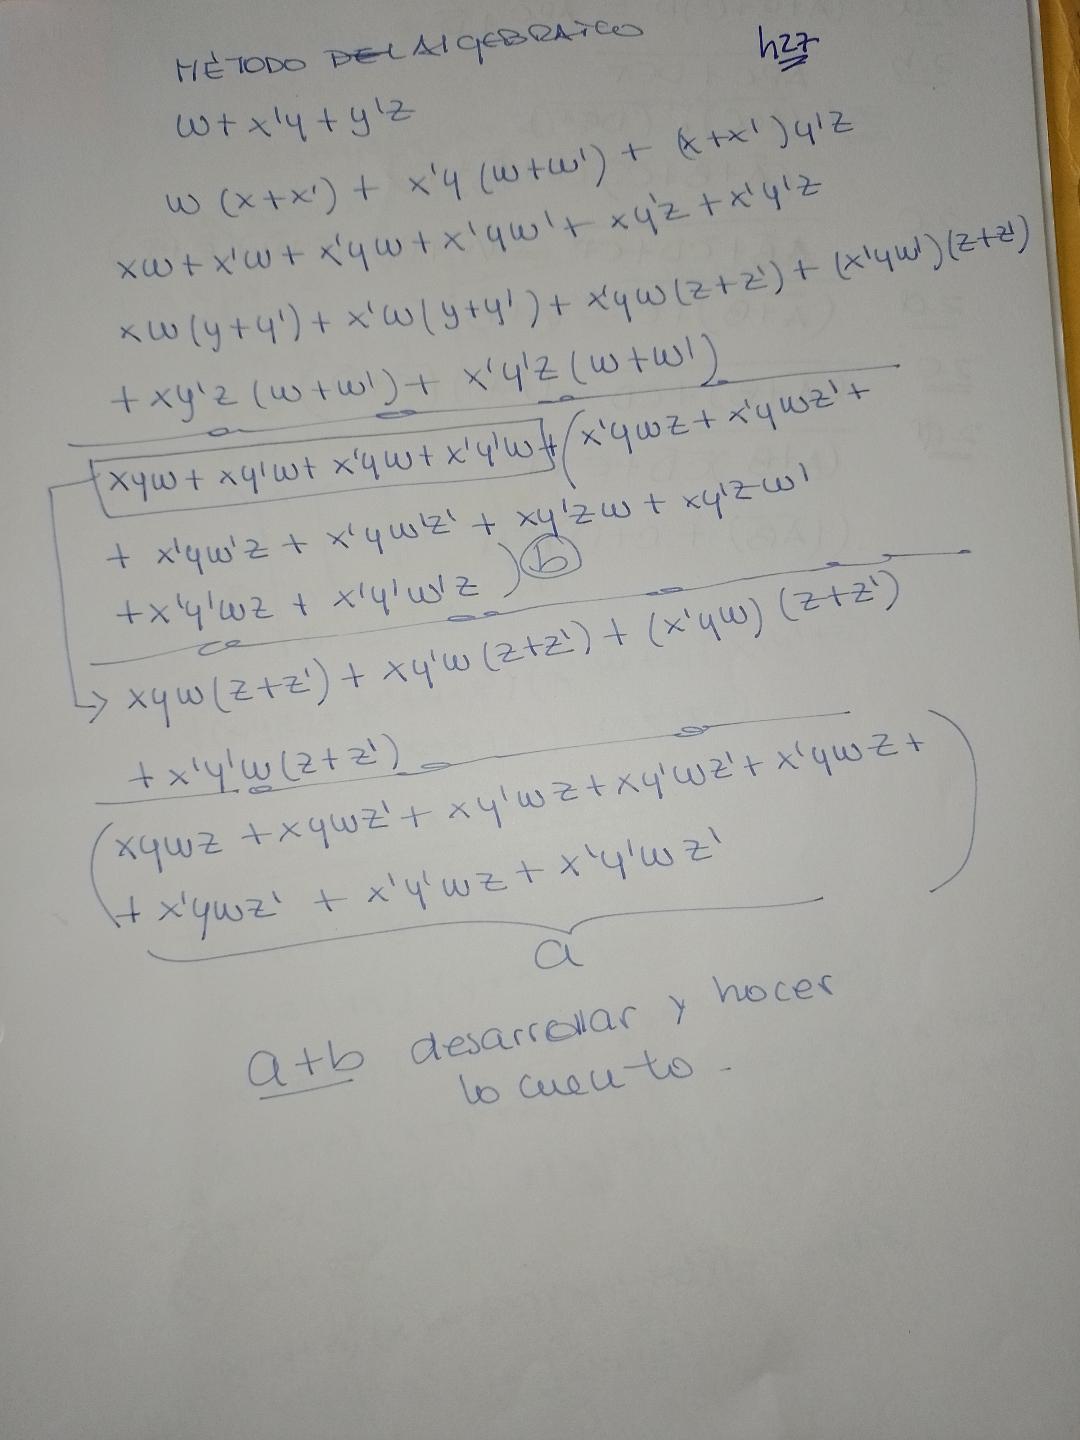 MÉTODO DEL AlGEBRAICO
h27
w + x'y + y'z
w (x+x') + x'y (w+w') + (x+x')y'z
xw + x'w + x'yw + x'yw' + xy'z + x'y'z
xw(y+y') + x'w(y+y') + x'yw(z+z') + (x'yw')(z+z')
+ xy'z (w+w') + x'y'z (w+w')
xyw + xy'w + x'yw + x'y'w + (x'ywz + x'ywz' +
+ x'yw'z + x'yw'z' + xy'zw + xy'zw'
+ x'y'wz + x'y'w'z ) b
→ xyw(z+z') + xy'w(z+z') + (x'yw) (z+z')
+ x'y'w(z+z')
(xywz + xywz' + xy'wz + xy'wz' + x'ywz +
+ x'ywz' + x'y'wz + x'y'wz' )
a
a+b desarrollar y hacer
lo cuento.